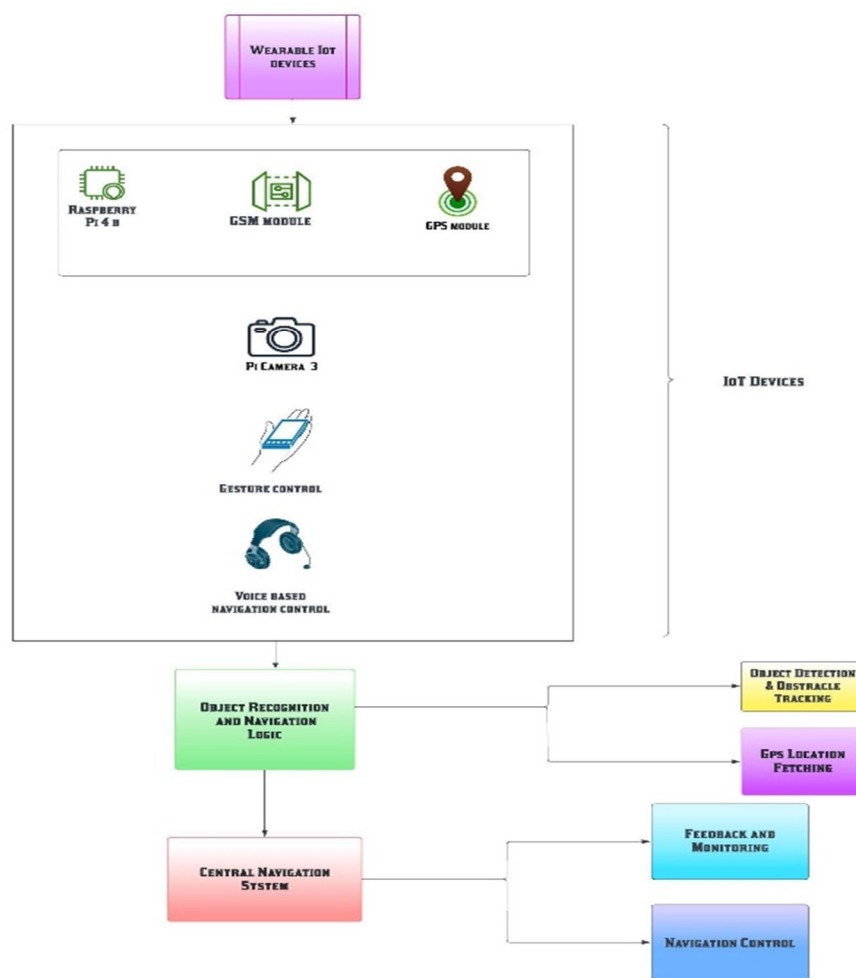 Wearable Iot
devices
Raspberry
Pi 4 B
GSM module
GPS module
Pi Camera 3
Gesture control
Voice based
navigation control
IoT Devices
Object Recognition
and Navigation
Logic
Object Detection
& Obstracle
Tracking
Gps Location
Fetching
Central Navigation
System
Feedback and
Monitoring
Navigation Control